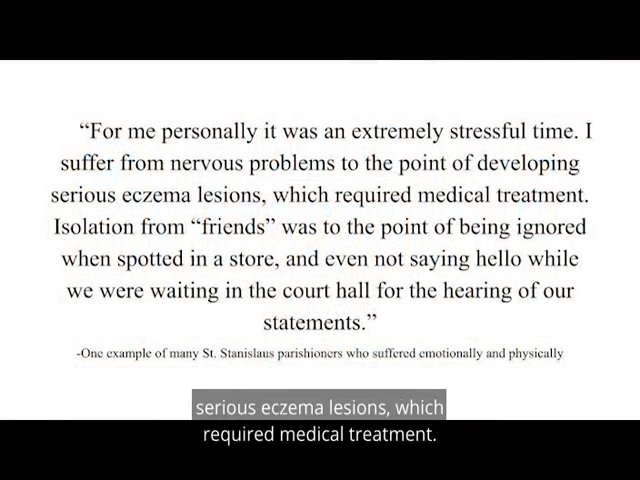 “For me personally it was an extremely stressful time. I
suffer from nervous problems to the point of developing
serious eczema lesions, which required medical treatment.
Isolation from “friends” was to the point of being ignored
when spotted in a store, and even not saying hello while
we were waiting in the court hall for the hearing of our
statements.”
-One example of many St. Stanislaus parishioners who suffered emotionally and physically
serious eczema lesions, which
required medical treatment.